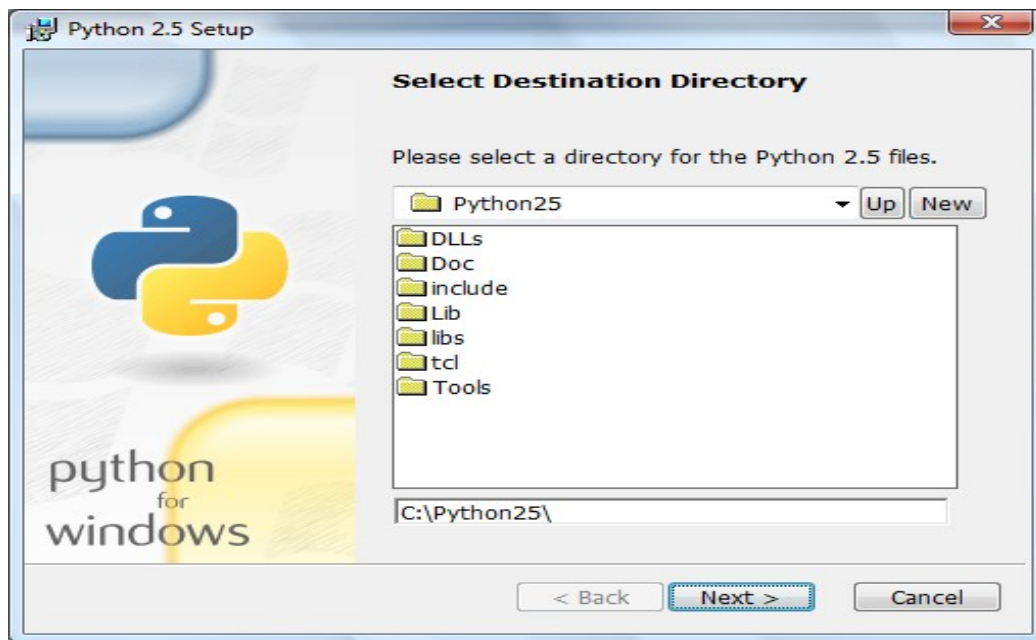 Python 2.5 Setup
Select Destination Directory
Please select a directory for the Python 2.5 files.
Python25
Up
New
DLLs
Doc
include
Lib
libs
tcl
Tools
C:\Python25\
python
for
windows
< Back
Next >
Cancel